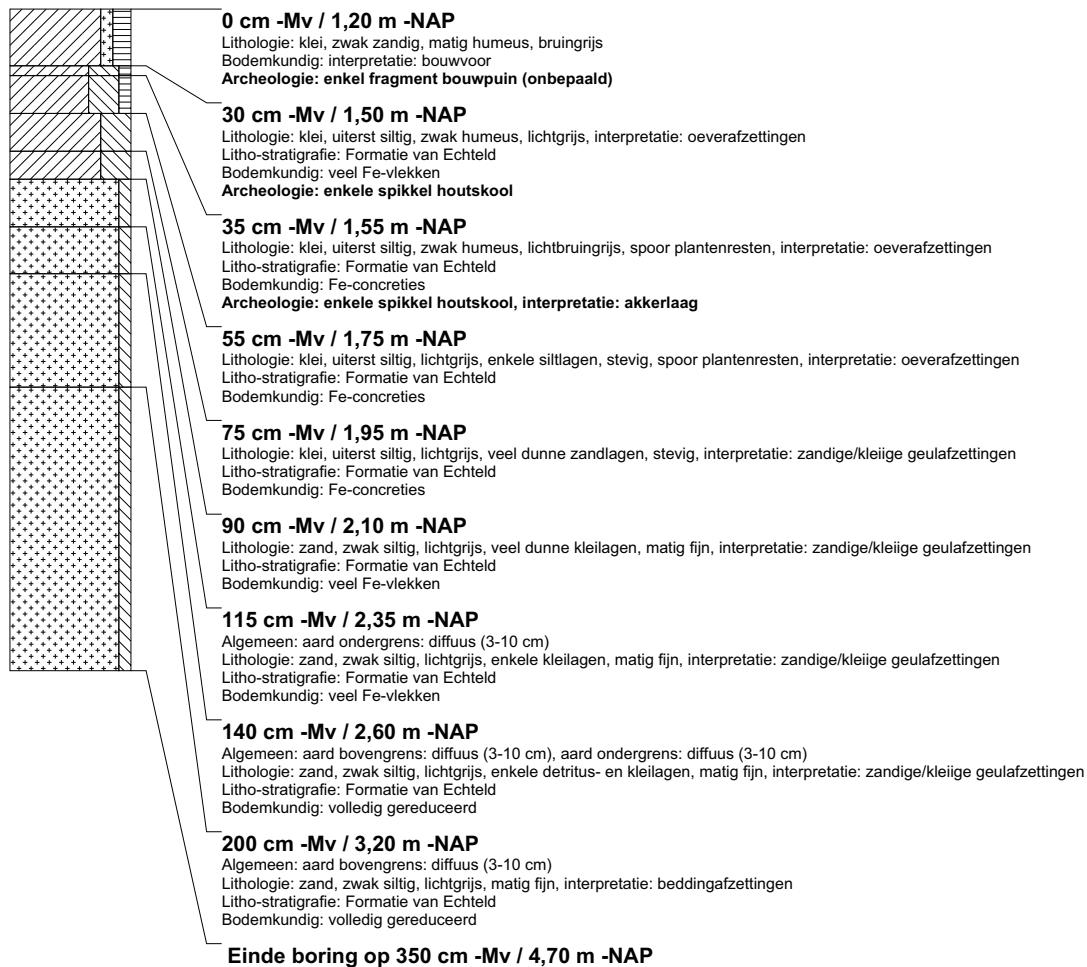 0 cm -Mv / 1,20 m -NAP
Lithologie: klei, zwak zandig, matig humeus, bruingrijs
Bodemkundig: interpretatie: bouwvoor
Archeologie: enkel fragment bouwpuin (onbepaald)
30 cm -Mv / 1,50 m -NAP
Lithologie: klei, uiterst siltig, zwak humeus, lichtgrijs, interpretatie: oeverafzettingen
Litho-stratigrafie: Formatie van Echteld
Bodemkundig: veel Fe-vlekken
Archeologie: enkele spikkel houtskool
35 cm -Mv / 1,55 m -NAP
Lithologie: klei, uiterst siltig, zwak humeus, lichtbruingrijs, spoor plantenresten, interpretatie: oeverafzettingen
Litho-stratigrafie: Formatie van Echteld
Bodemkundig: Fe-concreties
Archeologie: enkele spikkel houtskool, interpretatie: akkerlaag
55 cm -Mv / 1,75 m -NAP
Lithologie: klei, uiterst siltig, lichtgrijs, enkele siltlagen, stevig, spoor plantenresten, interpretatie: oeverafzettingen
Litho-stratigrafie: Formatie van Echteld
Bodemkundig: Fe-concreties
75 cm -Mv / 1,95 m -NAP
Lithologie: klei, uiterst siltig, lichtgrijs, veel dunne zandlagen, stevig, interpretatie: zandige/kleiige geulafzettingen
Litho-stratigrafie: Formatie van Echteld
Bodemkundig: Fe-concreties
90 cm -Mv / 2,10 m -NAP
Lithologie: zand, zwak siltig, lichtgrijs, veel dunne kleilagen, matig fijn, interpretatie: zandige/kleiige geulafzettingen
Litho-stratigrafie: Formatie van Echteld
Bodemkundig: veel Fe-vlekken
115 cm -Mv / 2,35 m -NAP
Algemeen: aard ondergrens: diffuus (3-10 cm)
Lithologie: zand, zwak siltig, lichtgrijs, enkele kleilagen, matig fijn, interpretatie: zandige/kleiige geulafzettingen
Litho-stratigrafie: Formatie van Echteld
Bodemkundig: veel Fe-vlekken
140 cm -Mv / 2,60 m -NAP
Algemeen: aard bovengrens: diffuus (3-10 cm), aard ondergrens: diffuus (3-10 cm)
Lithologie: zand, zwak siltig, lichtgrijs, enkele detritus- en kleilagen, matig fijn, interpretatie: zandige/kleiige geulafzettingen
Litho-stratigrafie: Formatie van Echteld
Bodemkundig: volledig gereduceerd
200 cm -Mv / 3,20 m -NAP
Algemeen: aard bovengrens: diffuus (3-10 cm)
Lithologie: zand, zwak siltig, lichtgrijs, matig fijn, interpretatie: beddingafzettingen
Litho-stratigrafie: Formatie van Echteld
Bodemkundig: volledig gereduceerd
Einde boring op 350 cm -Mv / 4,70 m -NAP